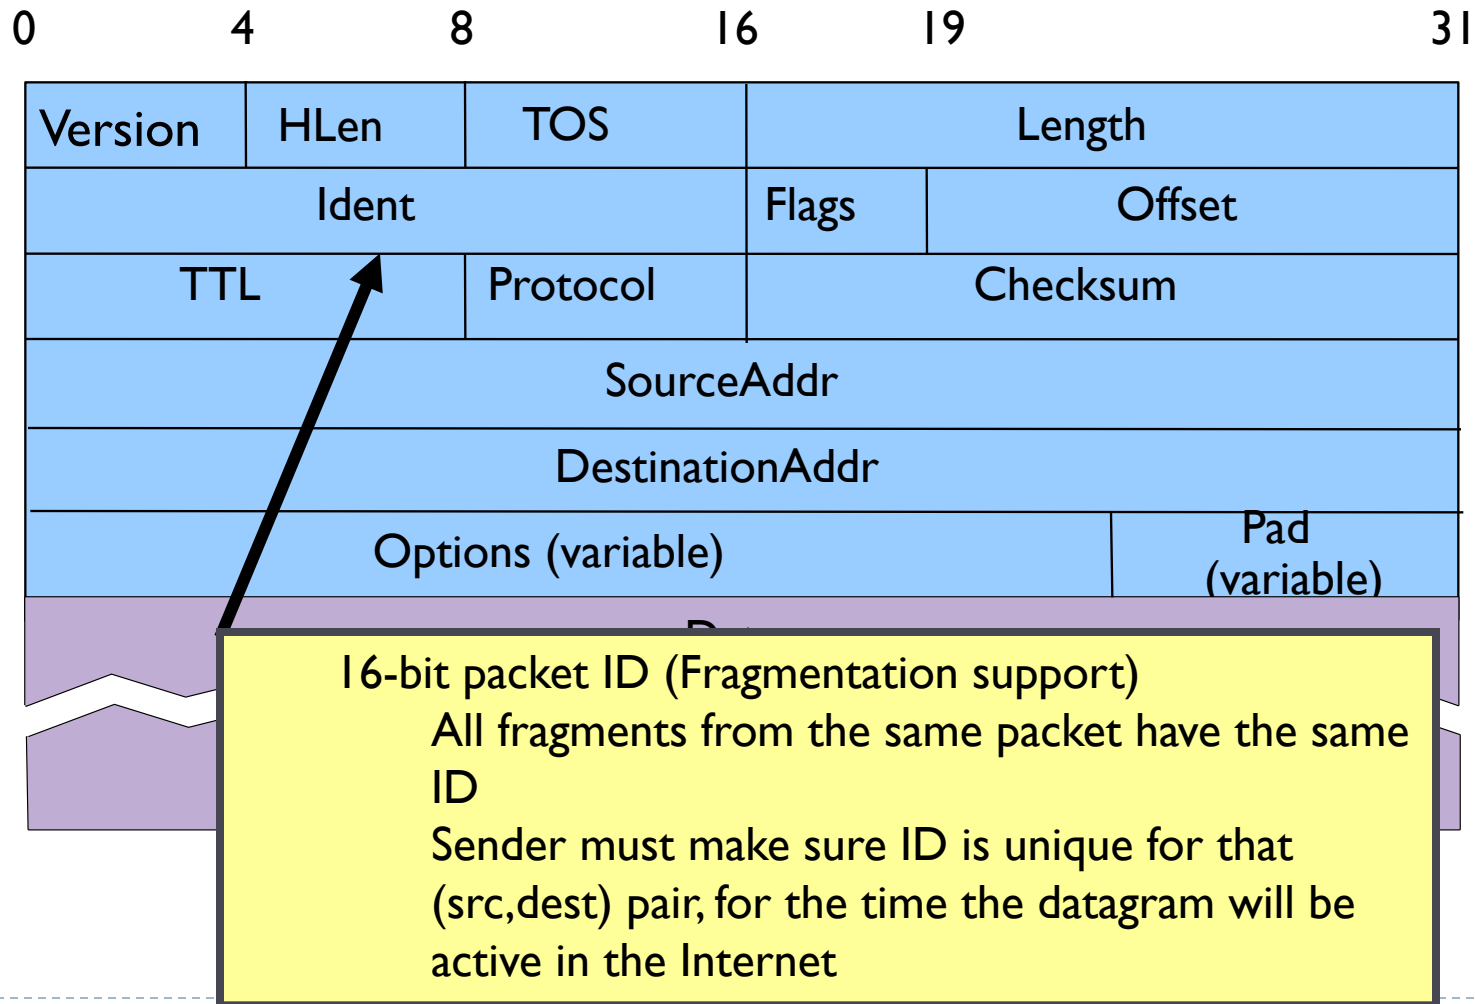 0 4 8 16 19 31
Version HLen TOS Length
Ident Flags Offset
TTL Protocol Checksum
SourceAddr
DestinationAddr
Options (variable) Pad
(variable)
16-bit packet ID (Fragmentation support)
All fragments from the same packet have the same
ID
Sender must make sure ID is unique for that
(src,dest) pair, for the time the datagram will be
active in the Internet